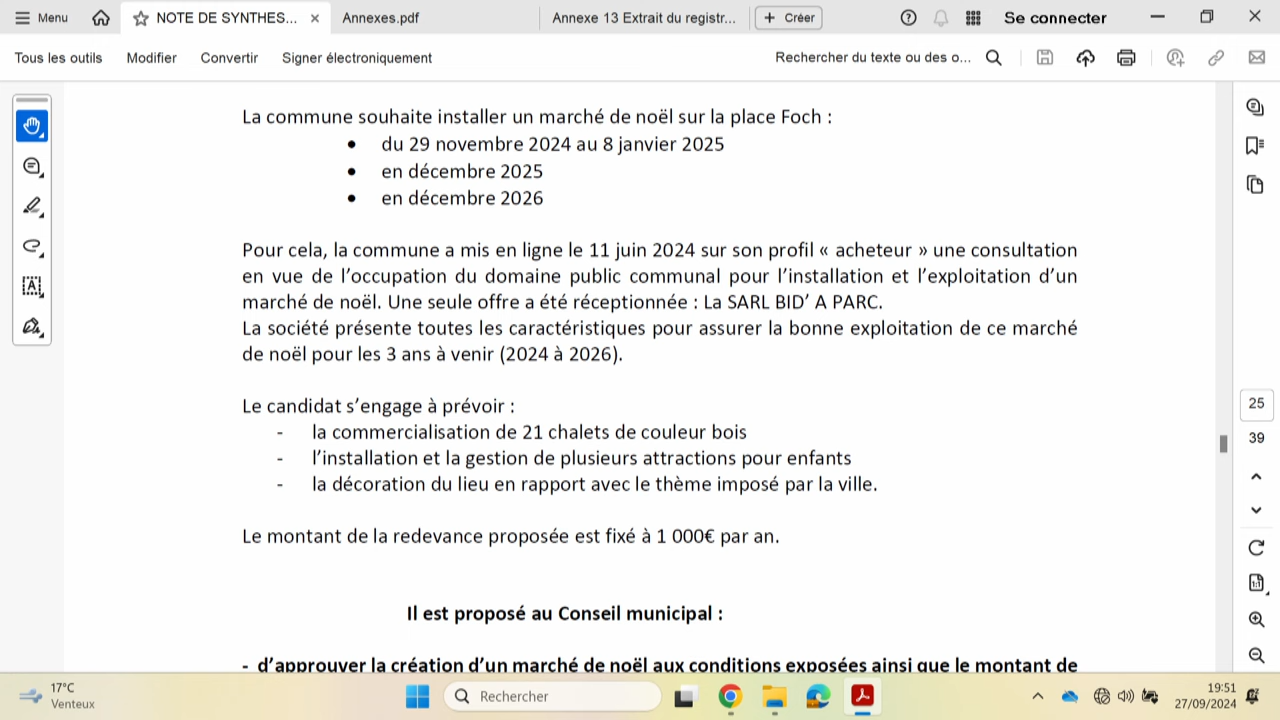 Menu
NOTE DE SYNTHES...
Annexes.pdf
Annexe 13 Extrait du registr...
+ Créer
Se connecter
Tous les outils
Modifier
Convertir
Signer électroniquement
Rechercher du texte ou des o...
La commune souhaite installer un marché de noël sur la place Foch :
• du 29 novembre 2024 au 8 janvier 2025
• en décembre 2025
• en décembre 2026
Pour cela, la commune a mis en ligne le 11 juin 2024 sur son profil « acheteur » une consultation
en vue de l’occupation du domaine public communal pour l’installation et l’exploitation d’un
marché de noël. Une seule offre a été réceptionnée : La SARL BID’ A PARC.
La société présente toutes les caractéristiques pour assurer la bonne exploitation de ce marché
de noël pour les 3 ans à venir (2024 à 2026).
Le candidat s’engage à prévoir :
- la commercialisation de 21 chalets de couleur bois
- l’installation et la gestion de plusieurs attractions pour enfants
- la décoration du lieu en rapport avec le thème imposé par la ville.
Le montant de la redevance proposée est fixé à 1 000€ par an.
Il est proposé au Conseil municipal :
- d’approuver la création d’un marché de noël aux conditions exposées ainsi que le montant de
25
39
1:1
17°C
Venteux
Rechercher
19:51
27/09/2024